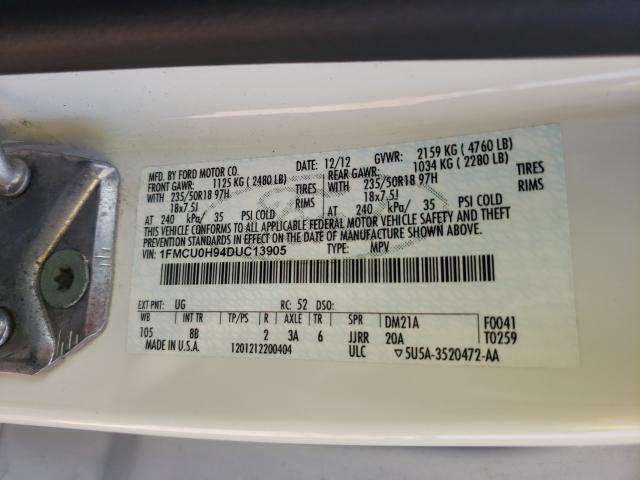 MFD. BY FORD MOTOR CO.
DATE: 12/12 GVWR: 2159 KG ( 4760 LB)
FRONT GAWR: 1125 KG ( 2480 LB) REAR GAWR: 1034 KG ( 2280 LB)
WITH 235/50R18 97H TIRES WITH 235/50R18 97H TIRES
18x7.5J RIMS 18x7.5J RIMS
AT 240 kPa/ 35 PSI COLD AT 240 kPa/ 35 PSI COLD
THIS VEHICLE CONFORMS TO ALL APPLICABLE FEDERAL MOTOR VEHICLE SAFETY AND THEFT
PREVENTION STANDARDS IN EFFECT ON THE DATE OF MANUFACTURE SHOWN ABOVE.
VIN: 1FMCU0H94DUC13905 TYPE: MPV
EXT PNT: UG RC: 52 DSO:
WB INT TR TP/PS R AXLE TR SPR DM21A F0041
105 8B 2 3A 6 JJRR 20A T0259
MADE IN U.S.A. 1201212200404 ULC 5U5A-3520472-AA